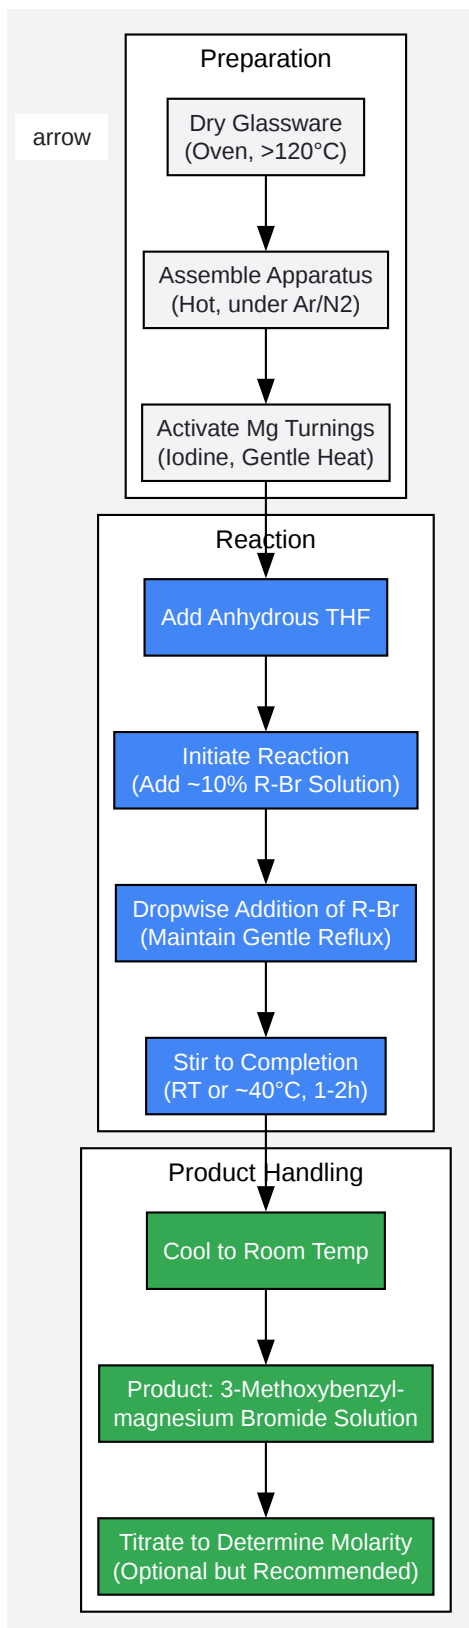 Preparation
arrow
Dry Glassware
(Oven, >120°C)
Assemble Apparatus
(Hot, under Ar/N2)
Activate Mg Turnings
(Iodine, Gentle Heat)
Reaction
Add Anhydrous THF
Initiate Reaction
(Add ~10% R-Br Solution)
Dropwise Addition of R-Br
(Maintain Gentle Reflux)
Stir to Completion
(RT or ~40°C, 1-2h)
Product Handling
Cool to Room Temp
Product: 3-Methoxybenzyl-
magnesium Bromide Solution
Titrate to Determine Molarity
(Optional but Recommended)